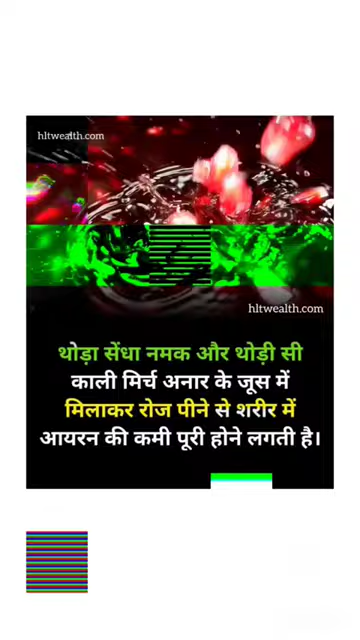 hltwealth.com
hltwealth.com
थोड़ा सेंधा नमक और थोड़ी सी
काली मिर्च अनार के जूस में
मिलाकर रोज पीने से शरीर में
आयरन की कमी पूरी होने लगती है।